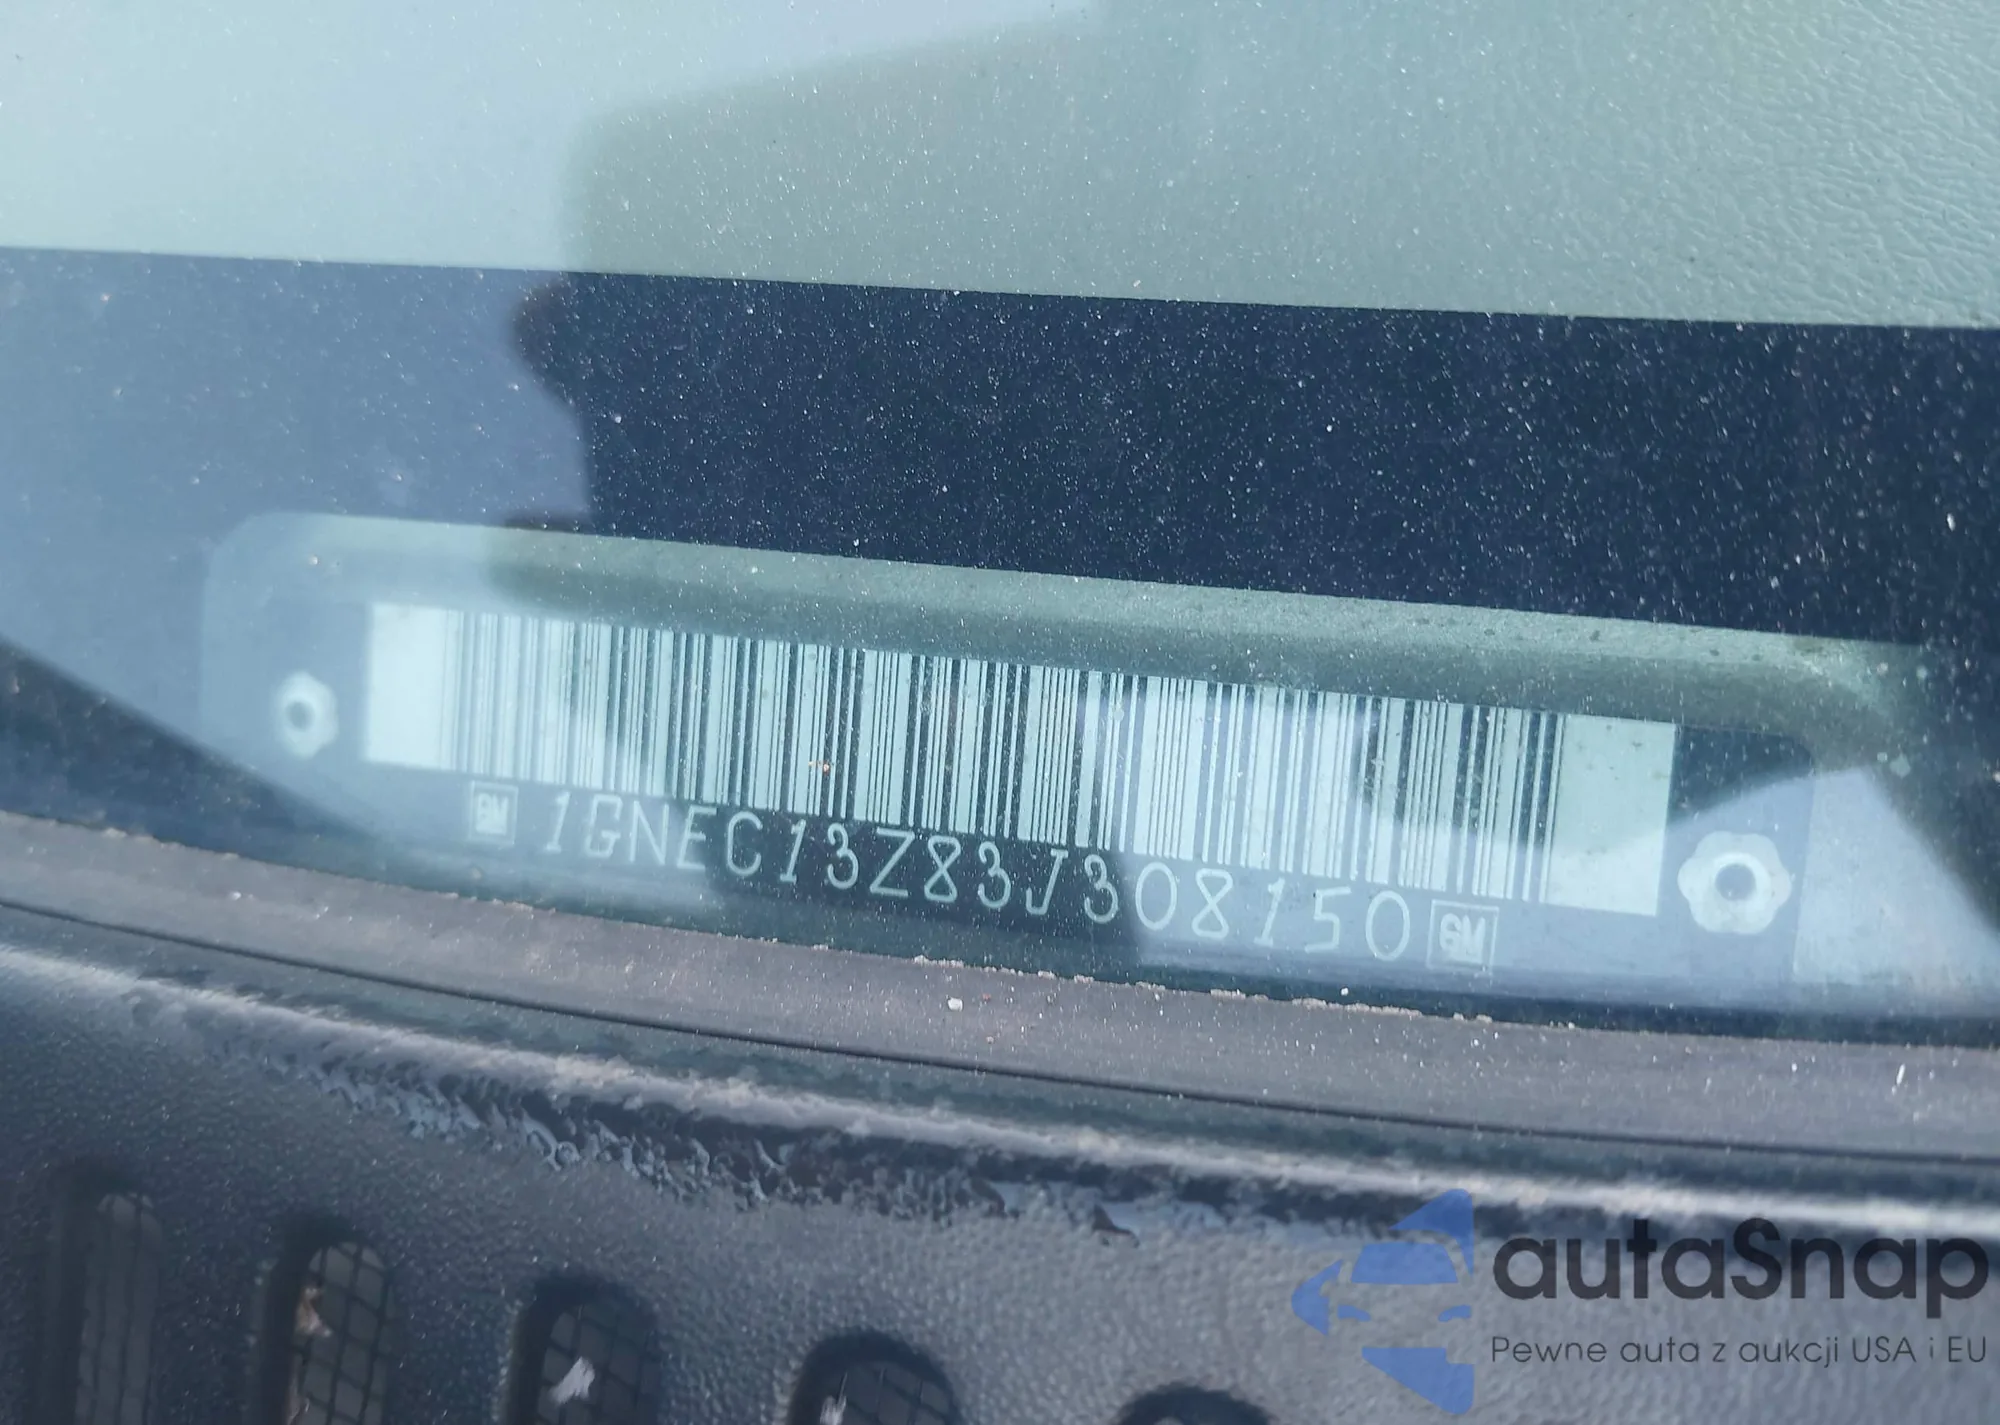 GM 1GNEC13Z83J308150 GM
autaSnap
Pewne auta z aukcji USA i EU